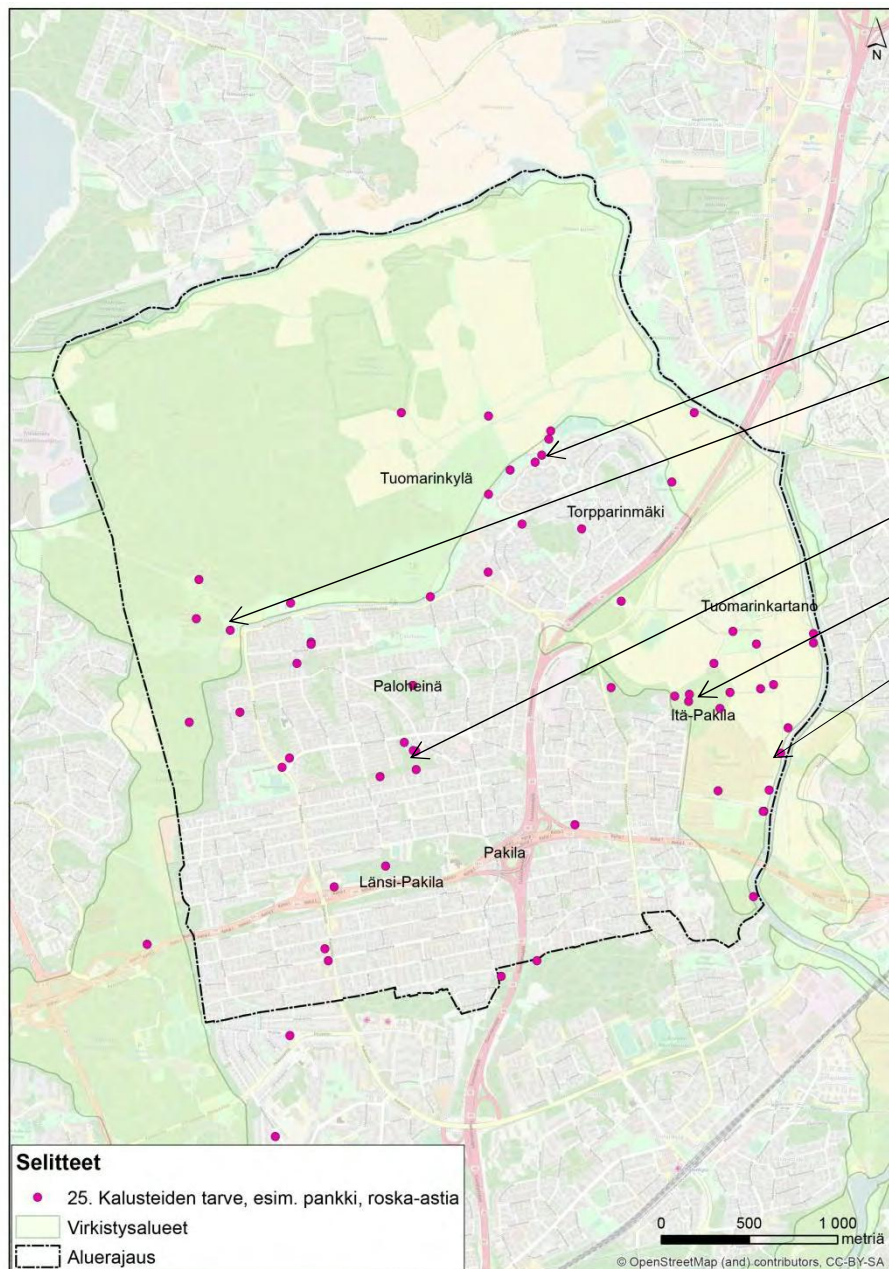 N
Tuomarinkylä
Torpparinmäki
Tuomarinkartano
Paloheinä
Itä-Pakila
Pakila
Länsi-Pakila
Selitteet
25. Kalusteiden tarve, esim. pankki, roska-astia
Virkistysalueet
Aluerajaus
0 500 1 000
metriä
© OpenStreetMap (and) contributors, CC-BY-SA